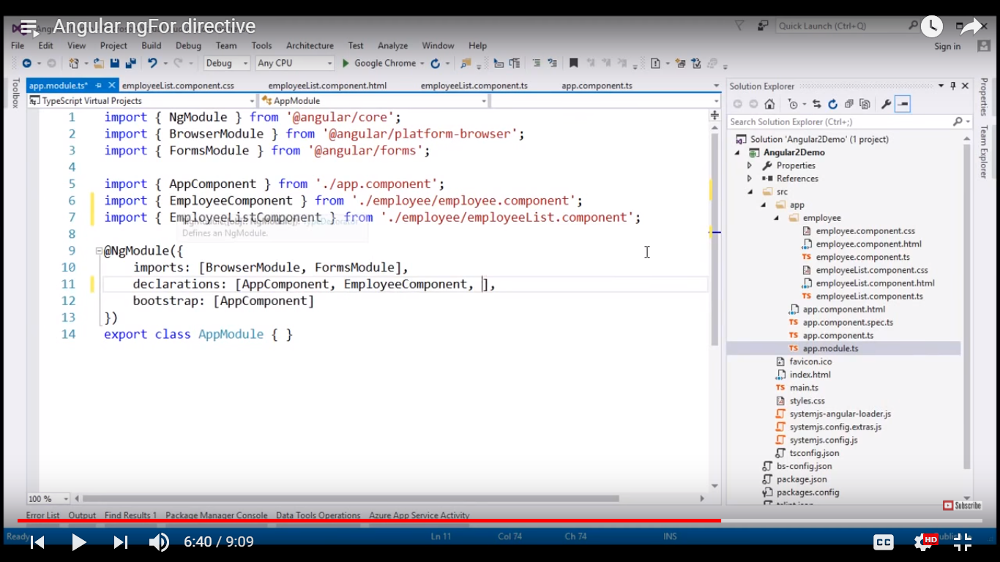 Angular ngFor directive
Quick Launch (Ctrl+Q)
File Edit View Project Build Debug Team Tools Architecture Test Analyze Window Help
Sign in
Debug Any CPU Google Chrome
Toolbox
app.module.ts* employeeList.component.css employeeList.component.html employeeList.component.ts app.component.ts
TypeScript Virtual Projects AppModule
1 import { NgModule } from '@angular/core';
2 import { BrowserModule } from '@angular/platform-browser';
3 import { FormsModule } from '@angular/forms';
4
5 import { AppComponent } from './app.component';
6 import { EmployeeComponent } from './employee/employee.component';
7 import { EmployeeListComponent } from './employee/employeeList.component';
Defines an NgModule.
8
9 @NgModule({
10 imports: [BrowserModule, FormsModule],
11 declarations: [AppComponent, EmployeeComponent, ],
12 bootstrap: [AppComponent]
13 })
14 export class AppModule { }
100 %
Solution Explorer
Search Solution Explorer (Ctrl+;)
Solution 'Angular2Demo' (1 project)
Angular2Demo
Properties
References
src
app
employee
employee.component.css
employee.component.html
TS employee.component.ts
employeeList.component.css
employeeList.component.html
TS employeeList.component.ts
app.component.html
TS app.component.spec.ts
TS app.component.ts
TS app.module.ts
favicon.ico
index.html
TS main.ts
styles.css
systemjs-angular-loader.js
systemjs.config.extras.js
systemjs.config.js
tsconfig.json
bs-config.json
package.json
packages.config
tslint.json
Properties
Team Explorer
Subscribe
Error List Output Find Results 1 Package Manager Console Data Tools Operations Azure App Service Activity
Ready Ln 11 Col 74 Ch 74 INS
6:40 / 9:09
CC HD